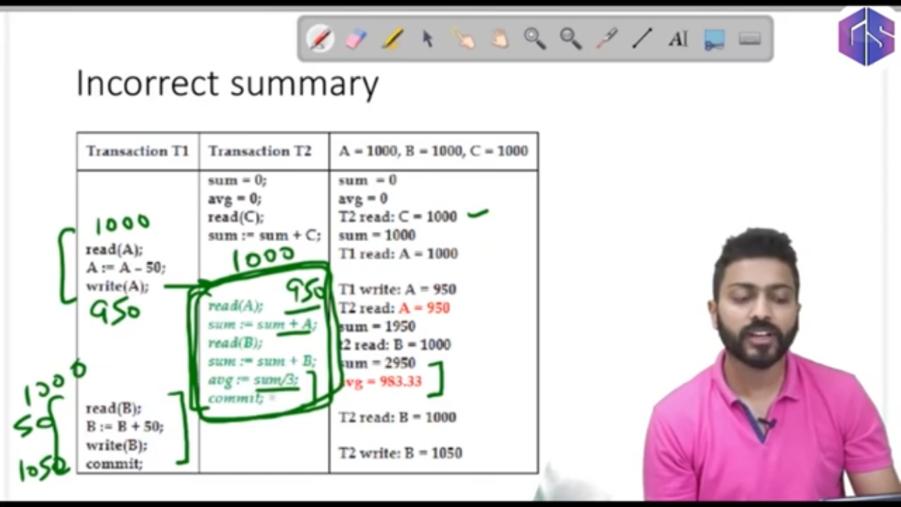 AI
Incorrect summary
Transaction T1
Transaction T2
A = 1000, B = 1000, C = 1000
1000
read(A);
A := A – 50;
write(A);
950
1000
50
1050
read(B);
B := B + 50;
write(B);
commit;
sum = 0;
avg = 0;
read(C);
sum := sum + C;
1000
950
read(A);
sum := sum + A;
read(B);
sum := sum + B;
avg := sum/3;
commit;
sum = 0
avg = 0
T2 read: C = 1000
sum = 1000
T1 read: A = 1000
T1 write: A = 950
T2 read: A = 950
sum = 1950
t2 read: B = 1000
sum = 2950
avg = 983.33
T2 read: B = 1000
T2 write: B = 1050